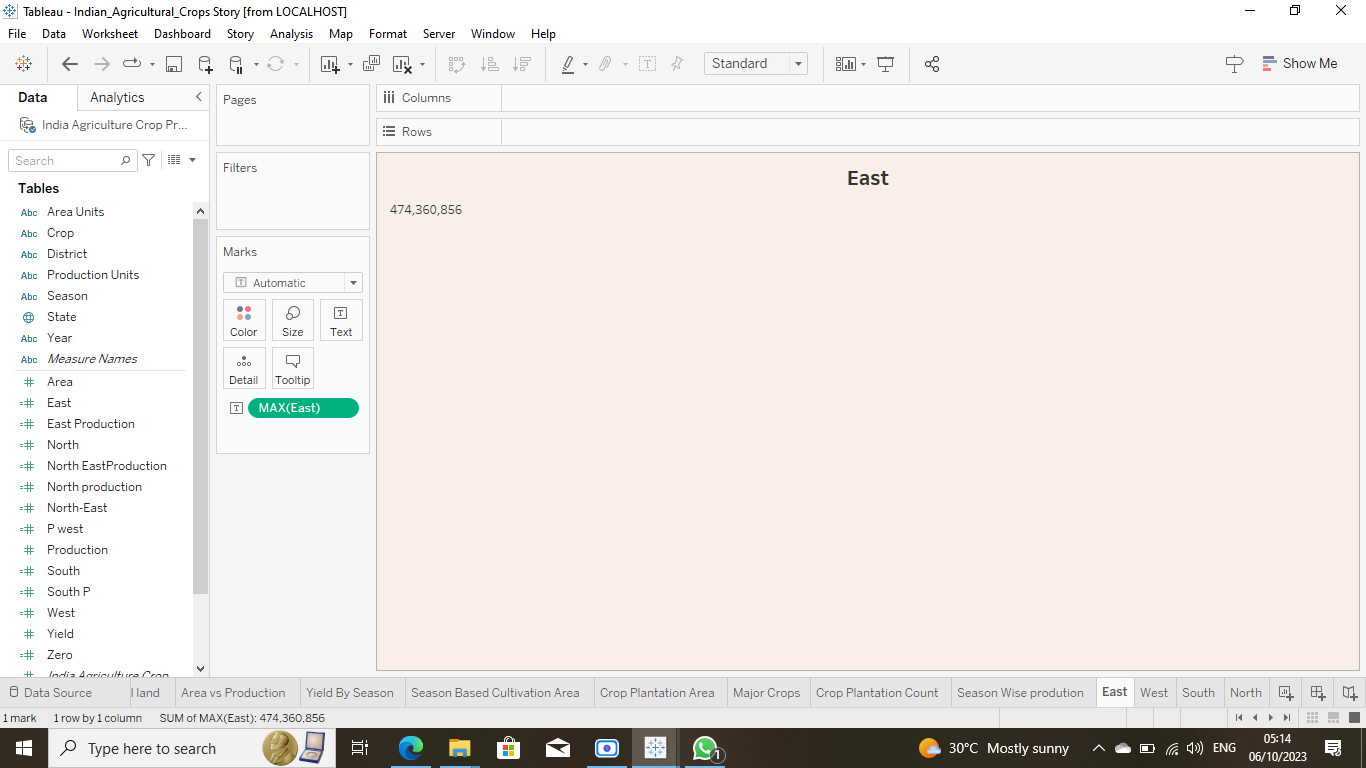 Tableau - Indian_Agricultural_Crops Story [from LOCALHOST]
File Data Worksheet Dashboard Story Analysis Map Format Server Window Help
Standard
Show Me
Data Analytics
India Agriculture Crop Pr...
Search
Tables
Abc Area Units
Abc Crop
Abc District
Abc Production Units
Abc Season
State
Abc Year
Abc Measure Names
Area
East
East Production
North
North EastProduction
North production
North-East
P west
Production
South
South P
West
Yield
Zero
India Agriculture Crop
Pages
Filters
Marks
Automatic
Color Size Text
Detail Tooltip
MAX(East)
Columns
Rows
East
474,360,856
Data Source l land Area vs Production Yield By Season Season Based Cultivation Area Crop Plantation Area Major Crops Crop Plantation Count Season Wise prodution East West South North
1 mark 1 row by 1 column SUM of MAX(East): 474,360,856
Type here to search
1
30°C Mostly sunny
ENG
05:14
06/10/2023